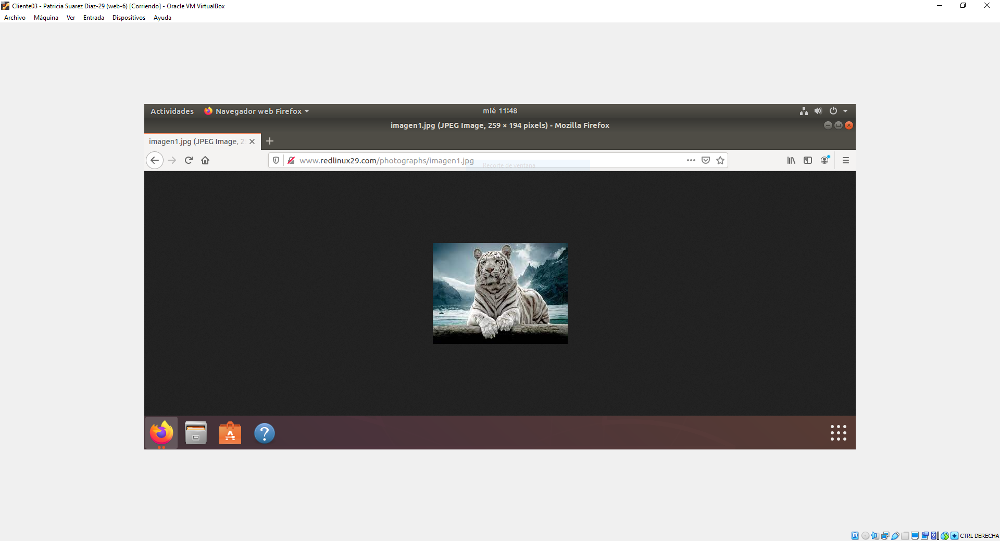 Cliente03 - Patricia Suarez Diaz-29 (web-6) [Corriendo] - Oracle VM VirtualBox
Archivo Máquina Ver Entrada Dispositivos Ayuda
Actividades Navegador web Firefox mié 11:48
imagen1.jpg (JPEG Image, 259 × 194 pixels) - Mozilla Firefox
imagen1.jpg (JPEG Image, 2
www.redlinux29.com/photographs/imagen1.jpg
Recorte de ventana
CTRL DERECHA